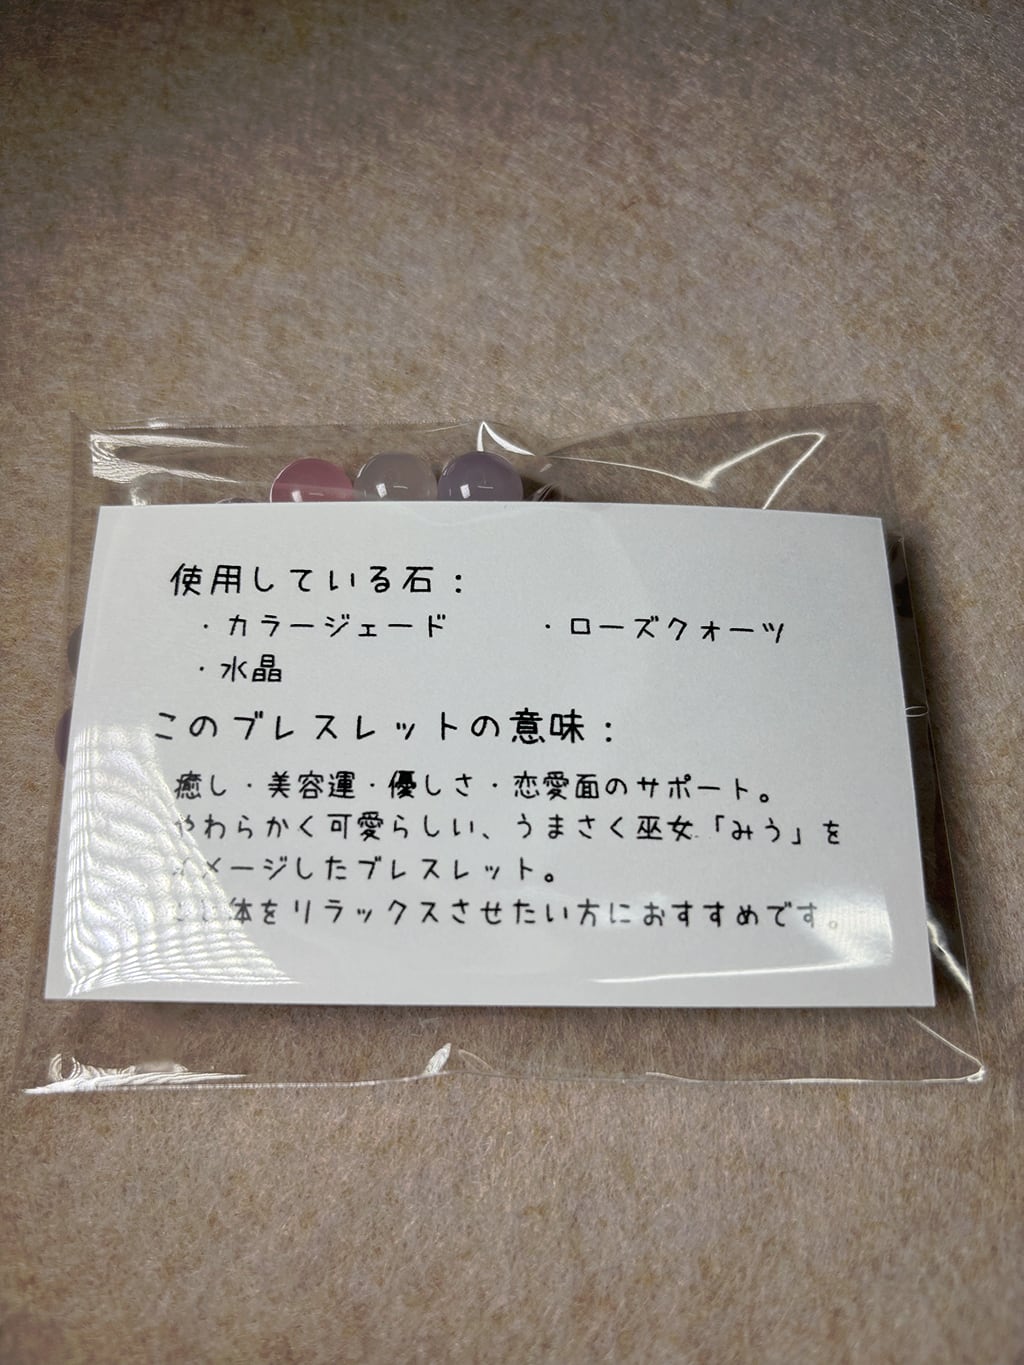 使用している石：
・カラージェード ・ローズクォーツ
・水晶
このブレスレットの意味：
癒し・美容運・優しさ・恋愛面のサポート。
やわらかく可愛らしい、うまさく巫女「みう」を
イメージしたブレスレット。
体をリラックスさせたい方におすすめです。